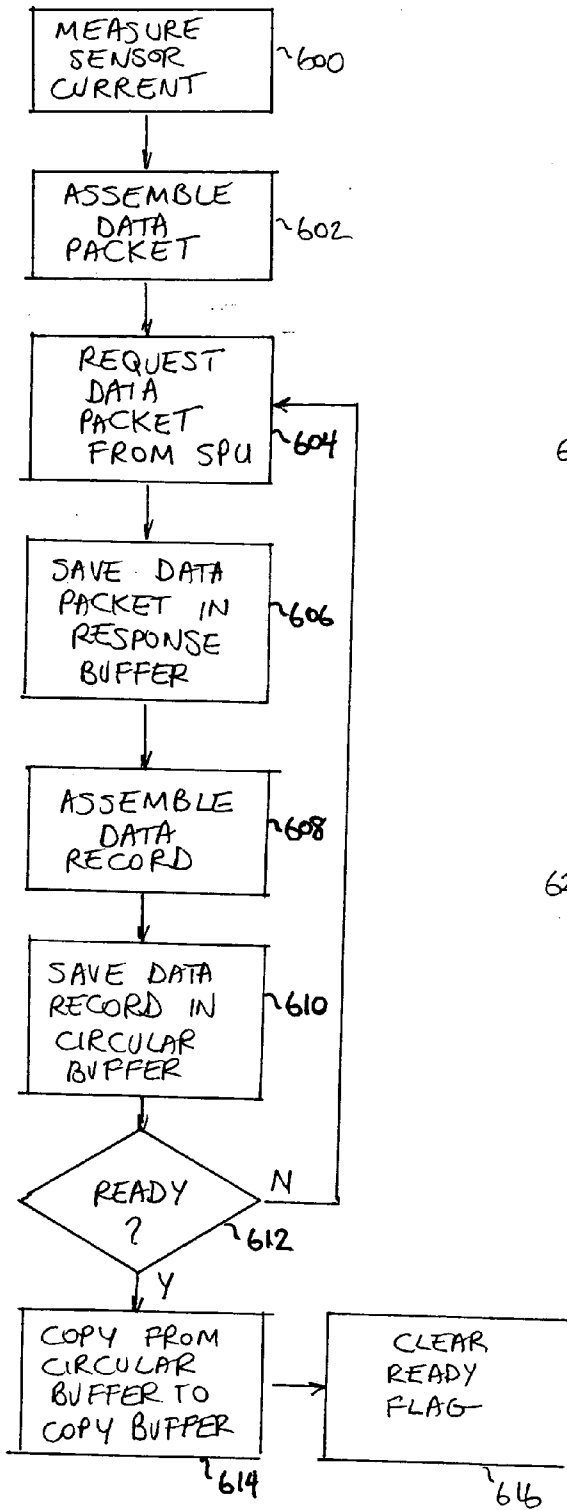 MEASURE
SENSOR
CURRENT
600
ASSEMBLE
DATA
PACKET
602
REQUEST
DATA
PACKET
FROM SPU
604
SAVE DATA
PACKET IN
RESPONSE
BUFFER
606
ASSEMBLE
DATA
RECORD
608
SAVE DATA
RECORD IN
CIRCULAR
BUFFER
610
READY
?
N
612
Y
COPY FROM
CIRCULAR
BUFFER TO
COPY BUFFER
614
CLEAR
READY
FLAG
616
6
62